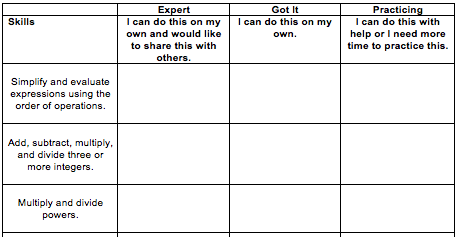 Expert Got It Practicing
Skills I can do this on my I can do this on my I can do this with
own and would like own. help or I need more
to share this with time to practice this.
others.
Simplify and evaluate
expressions using the
order of operations.
Add, subtract, multiply,
and divide three or
more integers.
Multiply and divide
powers.